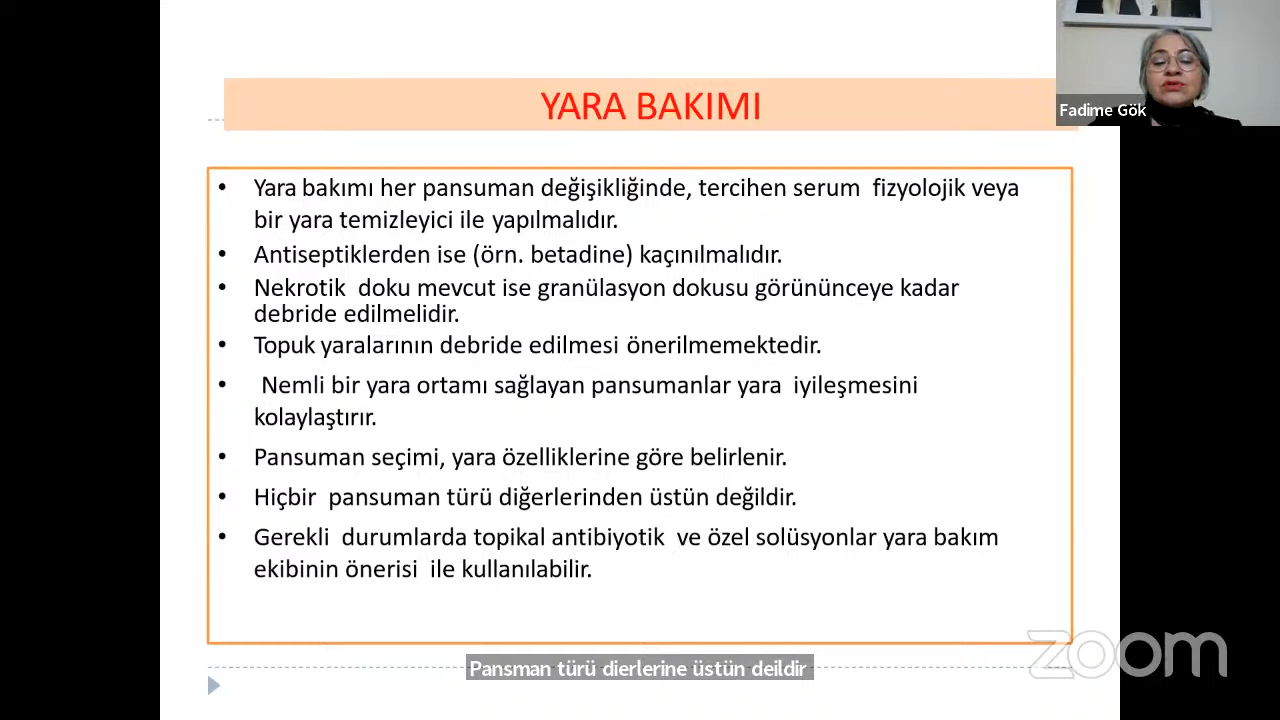 YARA BAKIMI
Fadime Gök
• Yara bakımı her pansuman değişikliğinde, tercihen serum fizyolojik veya
bir yara temizleyici ile yapılmalıdır.
• Antiseptiklerden ise (örn. betadine) kaçınılmalıdır.
• Nekrotik doku mevcut ise granülasyon dokusu görününceye kadar
debride edilmelidir.
• Topuk yaralarının debride edilmesi önerilmemektedir.
• Nemli bir yara ortamı sağlayan pansumanlar yara iyileşmesini
kolaylaştırır.
• Pansuman seçimi, yara özelliklerine göre belirlenir.
• Hiçbir pansuman türü diğerlerinden üstün değildir.
• Gerekli durumlarda topikal antibiyotik ve özel solüsyonlar yara bakım
ekibinin önerisi ile kullanılabilir.
Pansman türü dierlerine üstün deildir
zoom